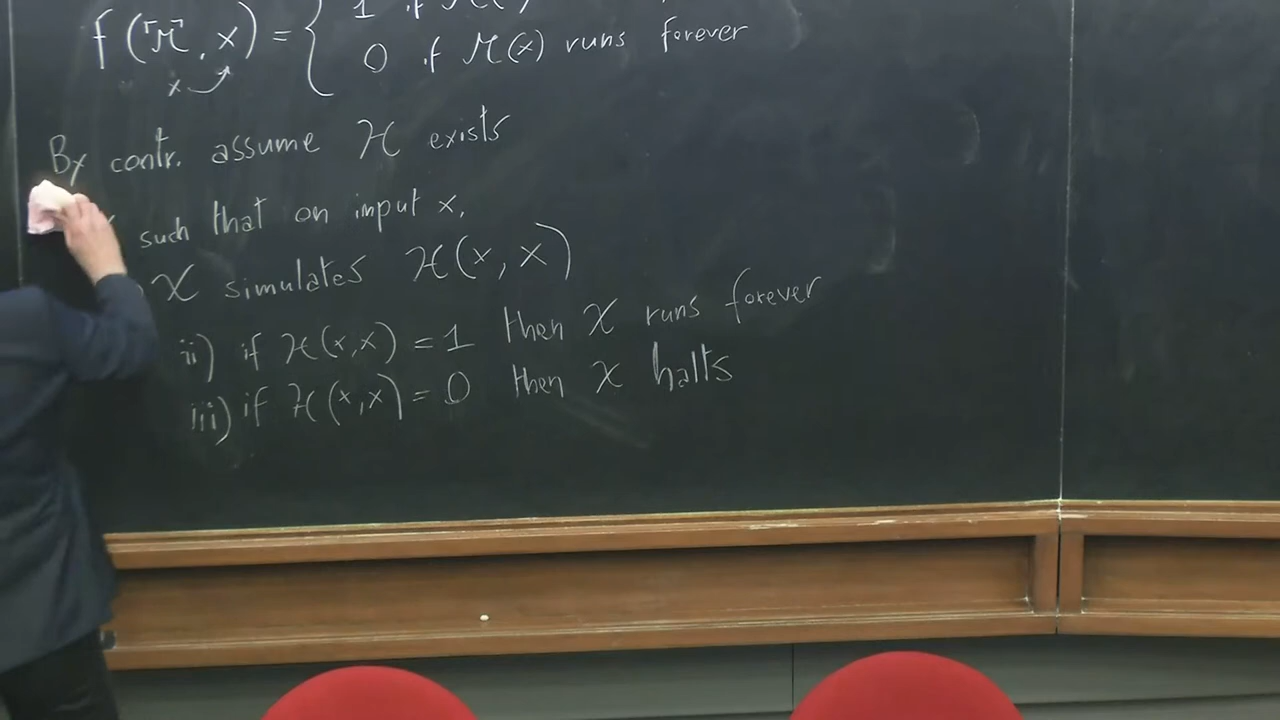 f(⌜M⌝, x) = { 1 if M(x)
0 if M(x) runs forever
x
By contr. assume H exists
such that on input x,
X simulates H(x, x)
ii) if H(x,x) = 1 then X runs forever
iii) if H(x,x) = 0 then X halts